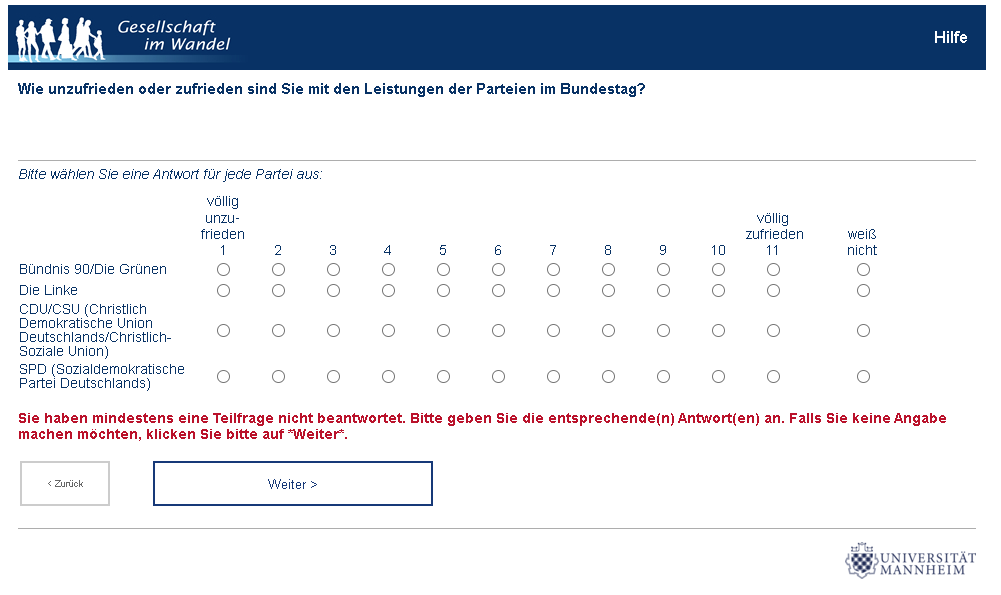 Gesellschaft
im Wandel
Hilfe
Wie unzufrieden oder zufrieden sind Sie mit den Leistungen der Parteien im Bundestag?
Bitte wählen Sie eine Antwort für jede Partei aus:
völlig
unzu-
frieden
1 2 3 4 5 6 7 8 9 10
völlig
zufrieden
11
weiß
nicht
Bündnis 90/Die Grünen
Die Linke
CDU/CSU (Christlich
Demokratische Union
Deutschlands/Christlich-
Soziale Union)
SPD (Sozialdemokratische
Partei Deutschlands)
Sie haben mindestens eine Teilfrage nicht beantwortet. Bitte geben Sie die entsprechende(n) Antwort(en) an. Falls Sie keine Angabe
machen möchten, klicken Sie bitte auf *Weiter*.
< Zurück
Weiter >
UNIVERSITÄT
MANNHEIM